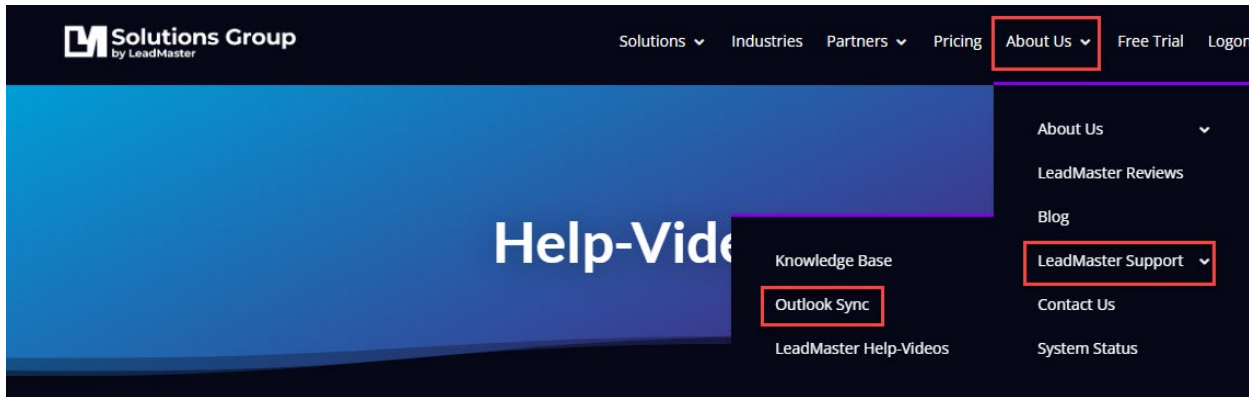 Solutions Group
by LeadMaster
Solutions Industries Partners Pricing About Us Free Trial Logon
About Us
LeadMaster Reviews
Blog
LeadMaster Support
Contact Us
System Status
Help-Vide
Knowledge Base
Outlook Sync
LeadMaster Help-Videos